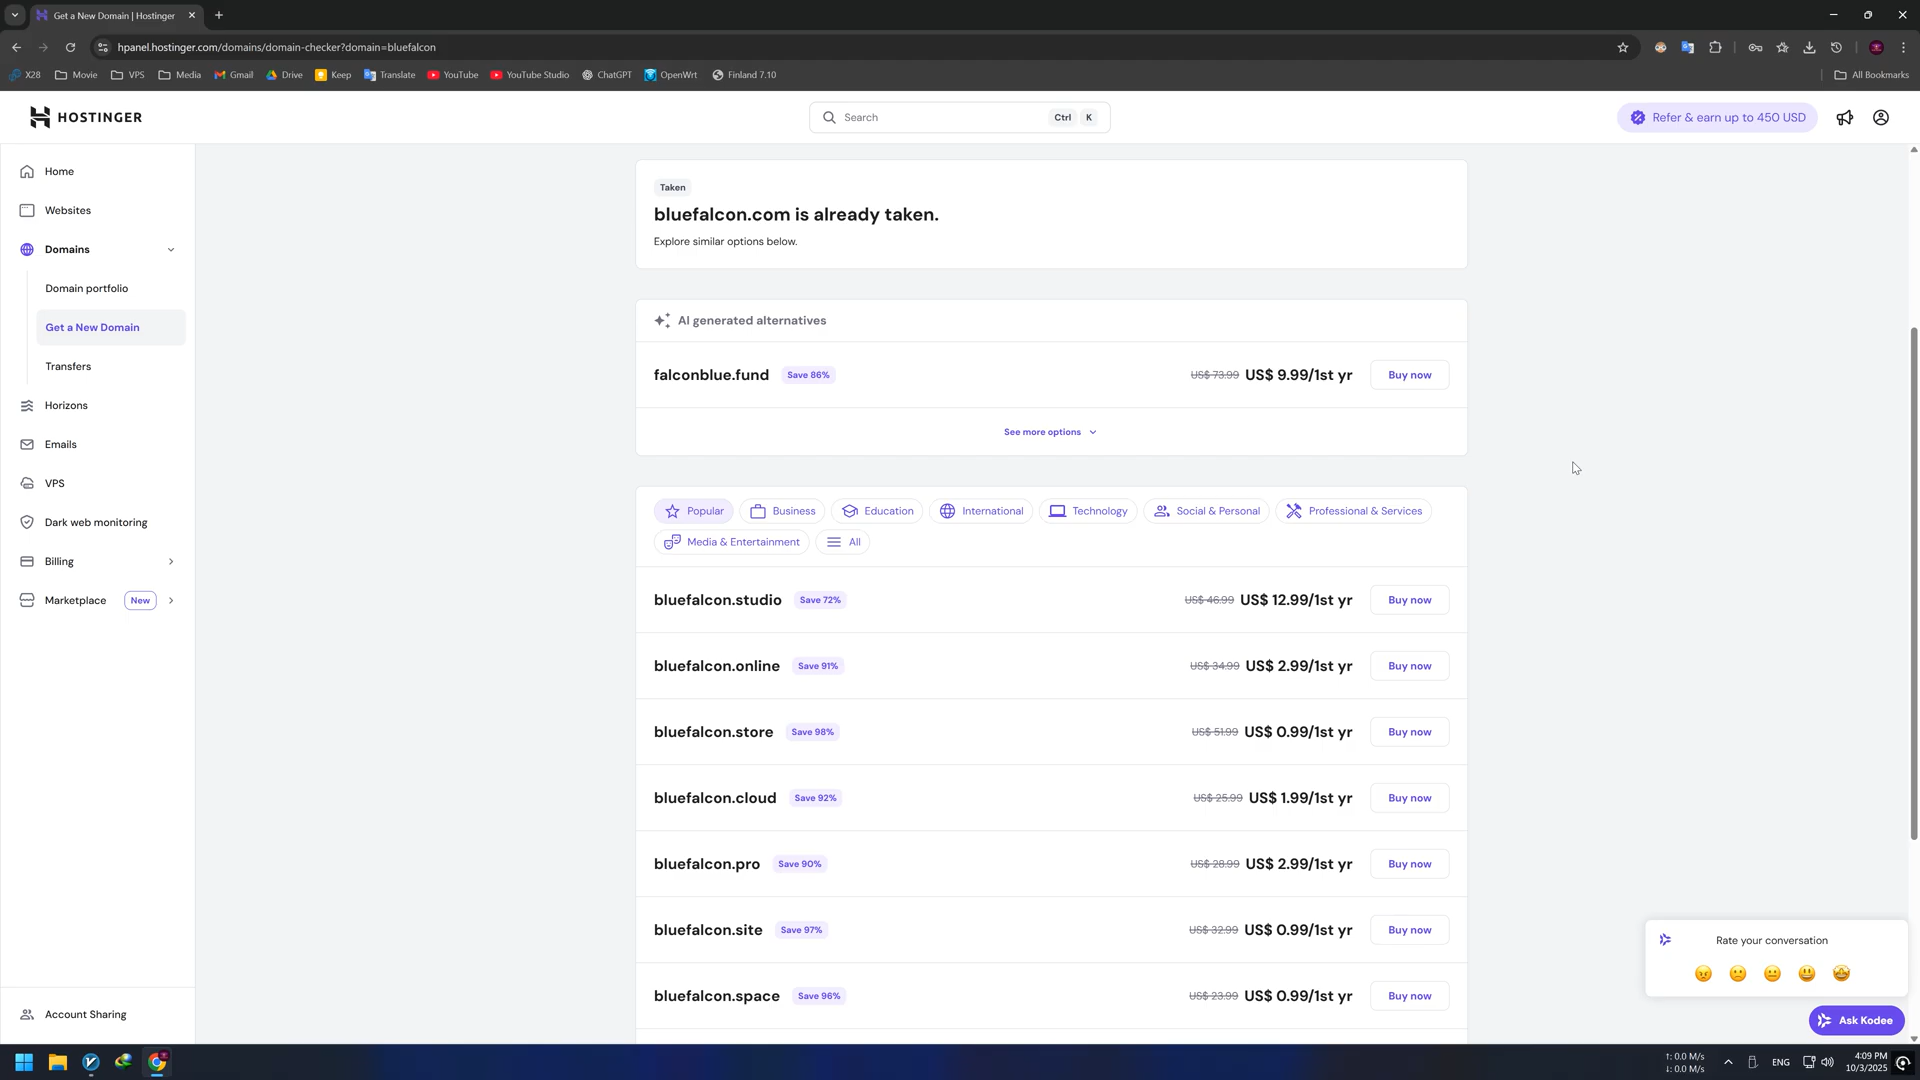 Get a New Domain | Hostinger
hpanel.hostinger.com/domains/domain-checker?domain=bluefalcon
X28 Movie VPS Media Gmail Drive Keep Translate YouTube YouTube Studio ChatGPT OpenWrt Finland 7.10 All Bookmarks
HOSTINGER
Search Ctrl K
Refer & earn up to 450 USD
Home
Websites
Domains
Domain portfolio
Get a New Domain
Transfers
Horizons
Emails
VPS
Dark web monitoring
Billing
Marketplace New
Account Sharing
Taken
bluefalcon.com is already taken.
Explore similar options below.
AI generated alternatives
falconblue.fund Save 86% US$ 73.99 US$ 9.99/1st yr Buy now
See more options
Popular Business Education International Technology Social & Personal Professional & Services
Media & Entertainment All
bluefalcon.studio Save 72% US$ 46.99 US$ 12.99/1st yr Buy now
bluefalcon.online Save 91% US$ 34.99 US$ 2.99/1st yr Buy now
bluefalcon.store Save 98% US$ 51.99 US$ 0.99/1st yr Buy now
bluefalcon.cloud Save 92% US$ 25.99 US$ 1.99/1st yr Buy now
bluefalcon.pro Save 90% US$ 28.99 US$ 2.99/1st yr Buy now
bluefalcon.site Save 97% US$ 32.99 US$ 0.99/1st yr Buy now
bluefalcon.space Save 96% US$ 23.99 US$ 0.99/1st yr Buy now
Rate your conversation
Ask Kodee
↑: 0.0 M/s
↓: 0.0 M/s
ENG
4:09 PM
10/3/2025